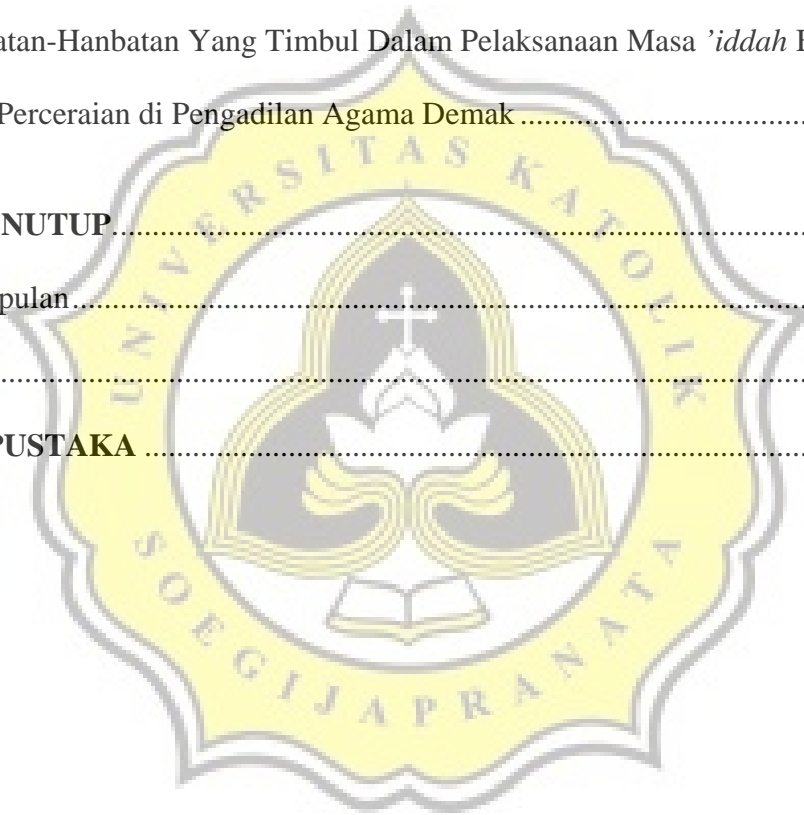 atan-Hanbatan Yang Timbul Dalam Pelaksanaan Masa 'iddah
Perceraian di Pengadilan Agama Demak ........................................
NUTUP ........................................
pulan ........................................
........................................
PUSTAKA ........................................
UNIVERSITAS KATOLIK
SOEGIJAPRANATA